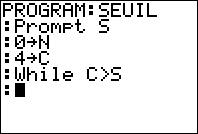 PROGRAM:SEUIL
:Prompt S
:0→N
:4→C
:While C>S
: